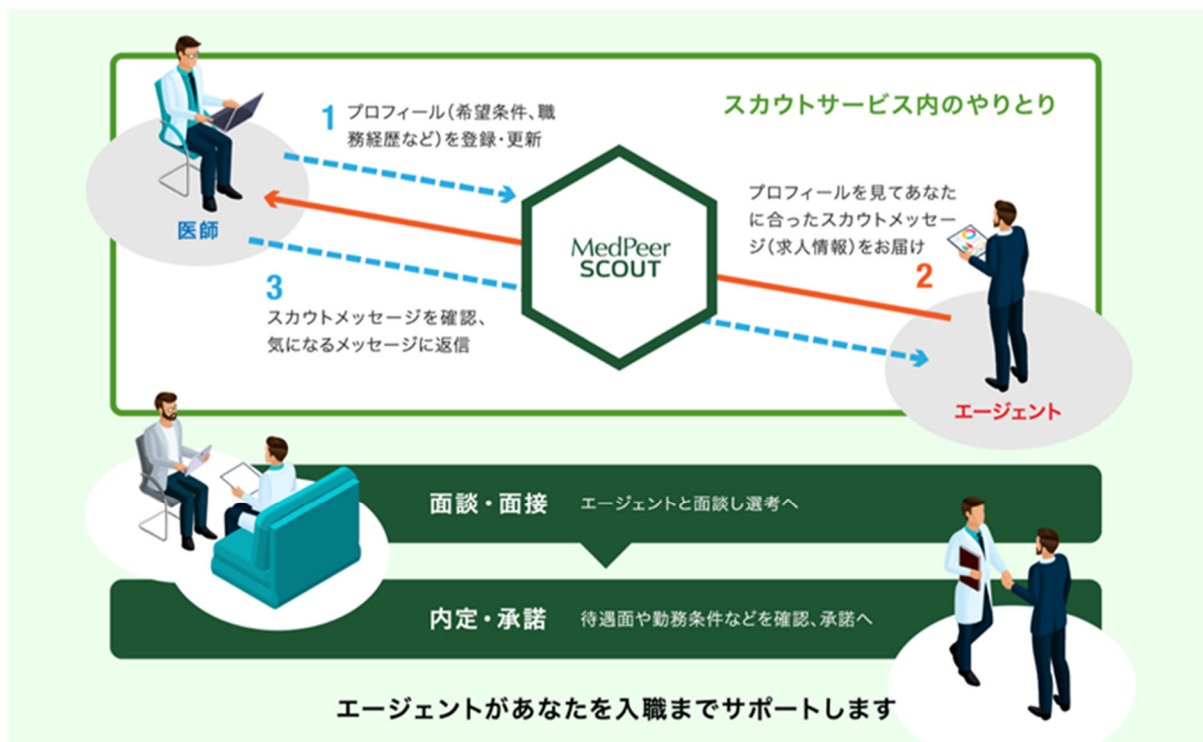 スカウトサービス内のやりとり
1
プロフィール（希望条件、職
務経歴など）を登録・更新
医師
MedPeer
SCOUT
プロフィールを見てあなた
に合ったスカウトメッセー
ジ（求人情報）をお届け
2
3
スカウトメッセージを確認、
気になるメッセージに返信
エージェント
面談・面接 エージェントと面談し選考へ
内定・承諾 待遇面や勤務条件などを確認、承諾へ
エージェントがあなたを入職までサポートします